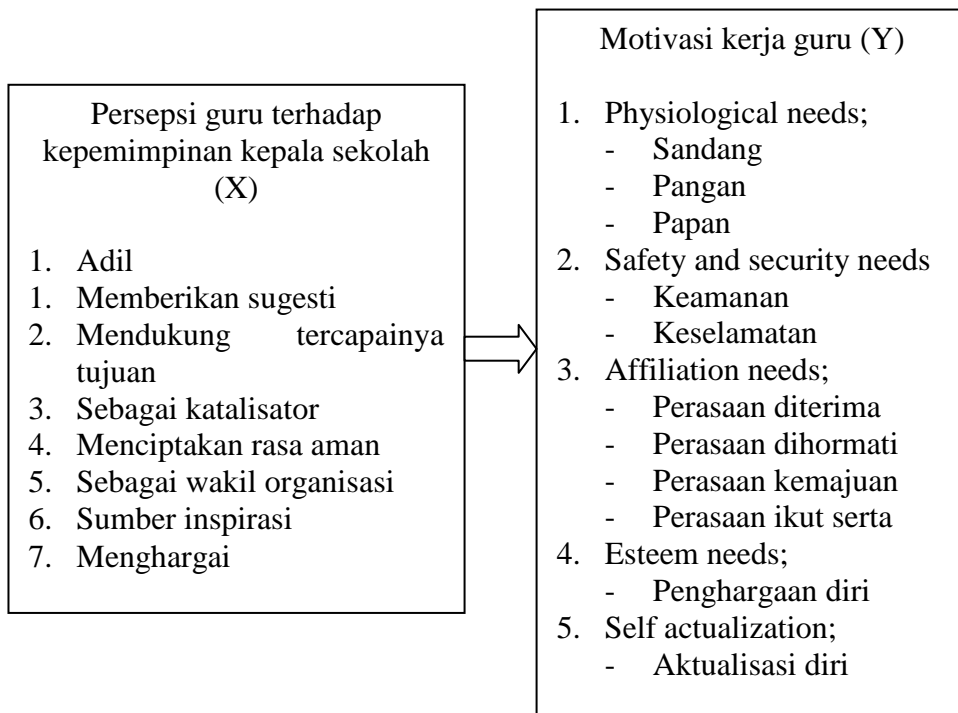 Persepsi guru terhadap
kepemimpinan kepala sekolah
(X)
1. Adil
1. Memberikan sugesti
2. Mendukung tercapainya
tujuan
3. Sebagai katalisator
4. Menciptakan rasa aman
5. Sebagai wakil organisasi
6. Sumber inspirasi
7. Menghargai
Motivasi kerja guru (Y)
1. Physiological needs;
- Sandang
- Pangan
- Papan
2. Safety and security needs
- Keamanan
- Keselamatan
3. Affiliation needs;
- Perasaan diterima
- Perasaan dihormati
- Perasaan kemajuan
- Perasaan ikut serta
4. Esteem needs;
- Penghargaan diri
5. Self actualization;
- Aktualisasi diri